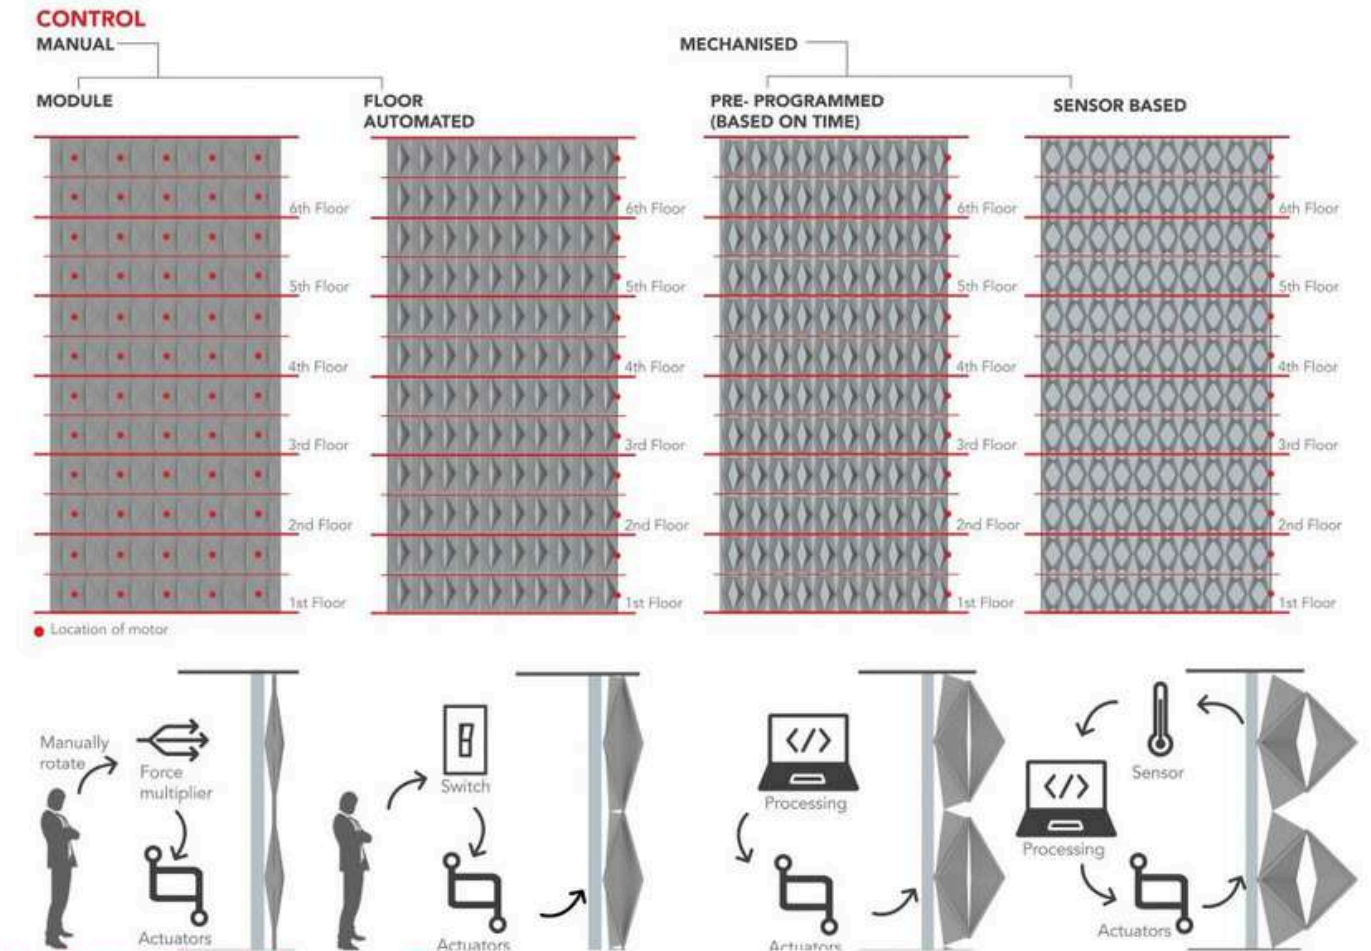 CONTROL
MANUAL
MECHANISED
MODULE
FLOOR
AUTOMATED
PRE- PROGRAMMED
(BASED ON TIME)
SENSOR BASED
6th Floor
5th Floor
4th Floor
3rd Floor
2nd Floor
1st Floor
6th Floor
5th Floor
4th Floor
3rd Floor
2nd Floor
1st Floor
6th Floor
5th Floor
4th Floor
3rd Floor
2nd Floor
1st Floor
6th Floor
5th Floor
4th Floor
3rd Floor
2nd Floor
1st Floor
Location of motor
Manually
rotate
Force
multiplier
Actuators
Switch
Actuators
</>
Processing
Actuators
Sensor
</>
Processing
Actuators